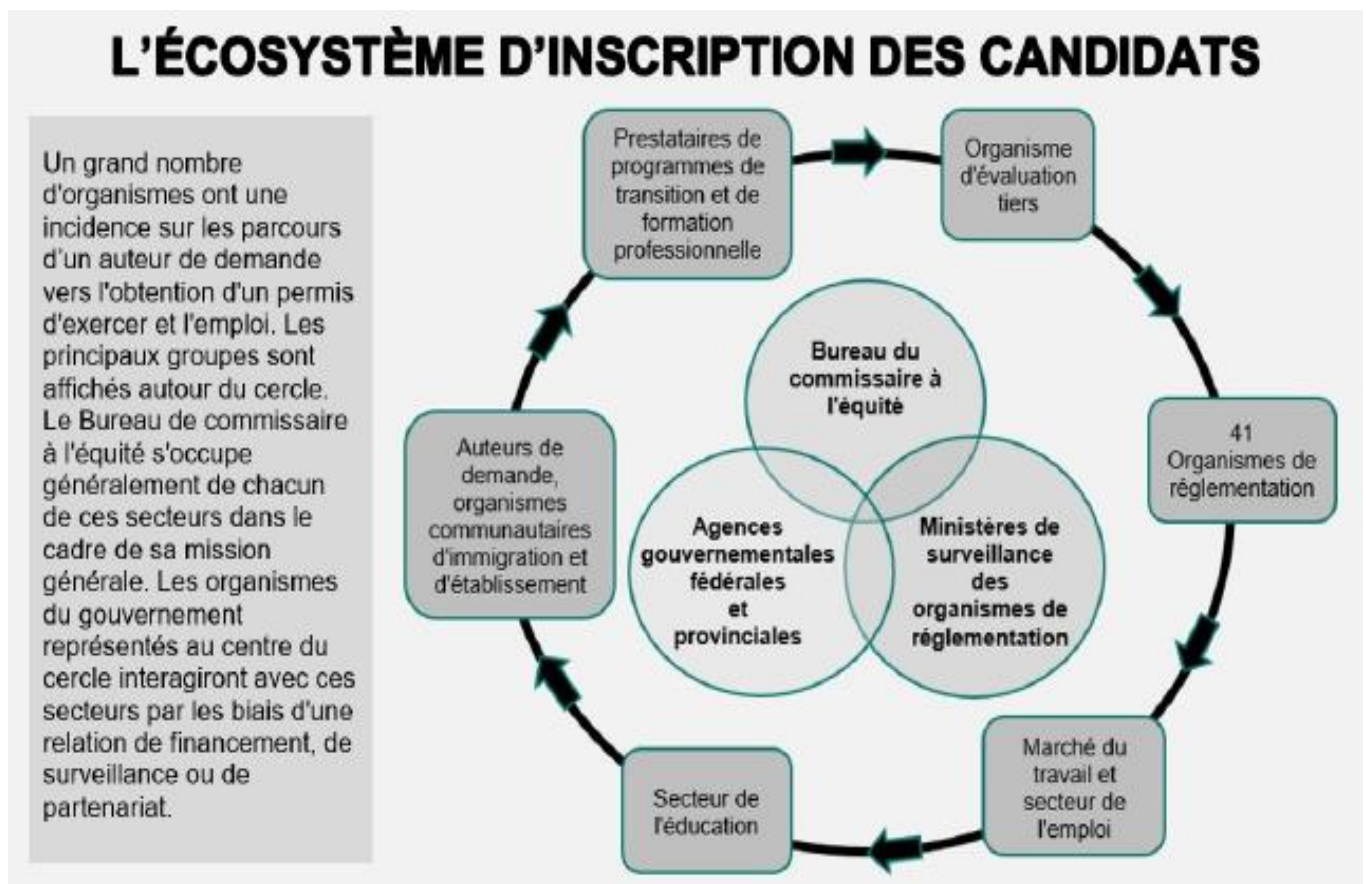 L'ÉCOSYSTÈME D'INSCRIPTION DES CANDIDATS
Un grand nombre
d'organismes ont une
incidence sur les parcours
d'un auteur de demande
vers l'obtention d'un permis
d'exercer et l'emploi. Les
principaux groupes sont
affichés autour du cercle.
Le Bureau de commissaire
à l'équité s'occupe
généralement de chacun
de ces secteurs dans le
cadre de sa mission
générale. Les organismes
du gouvernement
représentés au centre du
cercle interagiront avec ces
secteurs par les biais d'une
relation de financement, de
surveillance ou de
partenariat.
Prestataires de
programmes de
transition et de
formation
professionnelle
Organisme
d'évaluation
tiers
41
Organismes de
réglementation
Marché du
travail et
secteur de
l'emploi
Secteur de
l'éducation
Auteurs de
demande,
organismes
communautaires
d'immigration et
d'établissement
Bureau du
commissaire à
l'équité
Agences
gouvernementales
fédérales
et
provinciales
Ministères de
surveillance
des
organismes de
réglementation